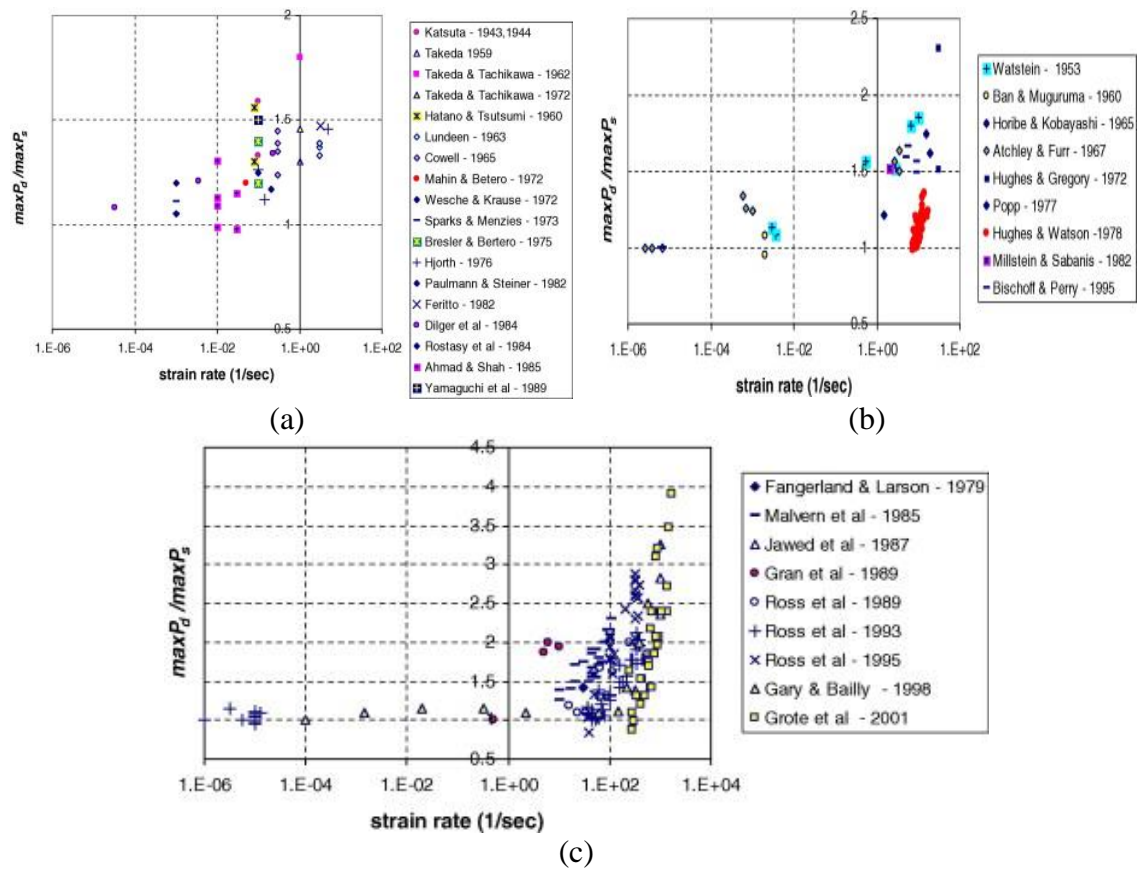 2
1.5
1
0.5
1.E-06
1.E-04
1.E-02
1.E+00
1.E+02
maxP_d /maxP_s
strain rate (1/sec)
Katsuta - 1943,1944
Takeda 1959
Takeda & Tachikawa - 1962
Takeda & Tachikawa - 1972
Hatano & Tsutsumi - 1960
Lundeen - 1963
Cowell - 1965
Mahin & Betero - 1972
Wesche & Krause - 1972
Sparks & Menzies - 1973
Bresler & Bertero - 1975
Hjorth - 1976
Paulmann & Steiner - 1982
Feritto - 1982
Dilger et al - 1984
Rostasy et al - 1984
Ahmad & Shah - 1985
Yamaguchi et al - 1989
(a)
2.5
2
1.5
1
0.5
1.E-06
1.E-04
1.E-02
1.E+00
1.E+02
maxP_d /maxP_s
strain rate (1/sec)
Watstein - 1953
Ban & Muguruma - 1960
Horibe & Kobayashi - 1965
Atchley & Furr - 1967
Hughes & Gregory - 1972
Popp - 1977
Hughes & Watson - 1978
Millstein & Sabanis - 1982
Bischoff & Perry - 1995
(b)
4.5
4
3.5
3
2.5
2
1.5
1
0.5
1.E-06
1.E-04
1.E-02
1.E+00
1.E+02
1.E+04
maxP_d /maxP_s
strain rate (1/sec)
Fangerland & Larson - 1979
Malvern et al - 1985
Jawed et al - 1987
Gran et al - 1989
Ross et al - 1989
Ross et al - 1993
Ross et al - 1995
Gary & Bailly - 1998
Grote et al - 2001
(c)